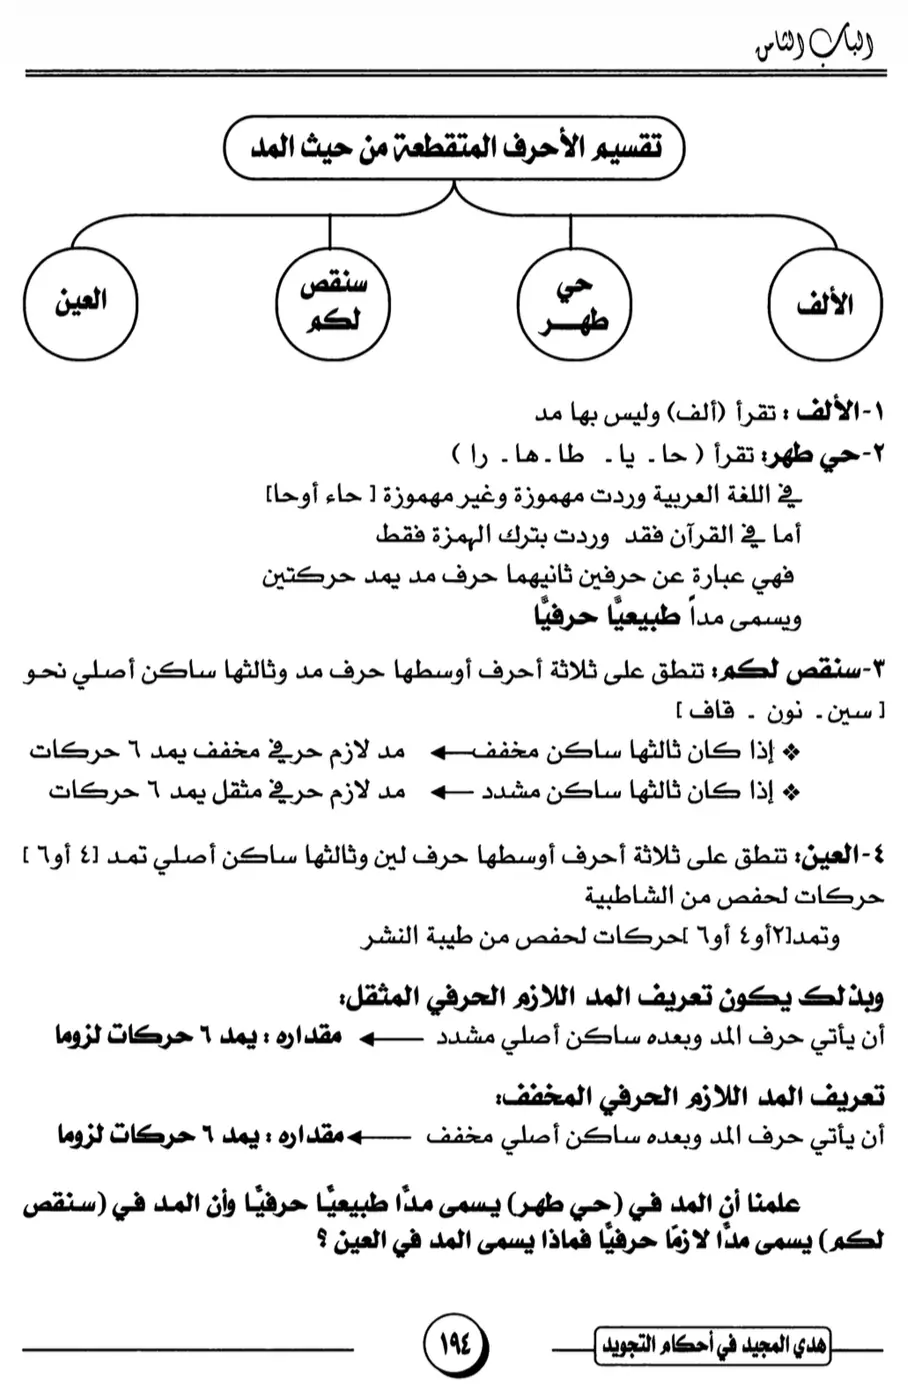 الباب الثامن
تقسيم الأحرف المتقطعة من حيث المد
الألف
حي
طهــر
سنقص
لكم
العين
١-الألف : تقرأ (ألف) وليس بها مد
٢-حي طهر: تقرأ ( حا ـ يا ـ طا ـ ها ـ را )
في اللغة العربية وردت مهموزة وغير مهموزة [ حاء أوحا]
أما في القرآن فقد وردت بترك الهمزة فقط
فهي عبارة عن حرفين ثانيهما حرف مد يمد حركتين
ويسمى مداً طبيعيًّا حرفيًّا
٣-سنقص لكم: تنطق على ثلاثة أحرف أوسطها حرف مد وثالثها ساكن أصلي نحو
[ سين ـ نون ـ قاف ]
❖ إذا كان ثالثها ساكن مخفف ← مد لازم حرفي مخفف يمد ٦ حركات
❖ إذا كان ثالثها ساكن مشدد ← مد لازم حرفي مثقل يمد ٦ حركات
٤-العين: تنطق على ثلاثة أحرف أوسطها حرف لين وثالثها ساكن أصلي تمد [٤ أو٦ ]
حركات لحفص من الشاطبية
وتمد[٢أو٤ أو٦ ]حركات لحفص من طيبة النشر
وبذلك يكون تعريف المد اللازم الحرفي المثقل:
أن يأتي حرف المد وبعده ساكن أصلي مشدد ← مقداره : يمد ٦ حركات لزوما
تعريف المد اللازم الحرفي المخفف:
أن يأتي حرف المد وبعده ساكن أصلي مخفف ← مقداره : يمد ٦ حركات لزوما
علمنا أن المد في (حي طهر) يسمى مدًّا طبيعيًّا حرفيًّا وأن المد في (سنقص
لكم) يسمى مدًّا لازمًا حرفيًّا فماذا يسمى المد في العين ؟
هدي المجيد في أحكام التجويد
١٩٤